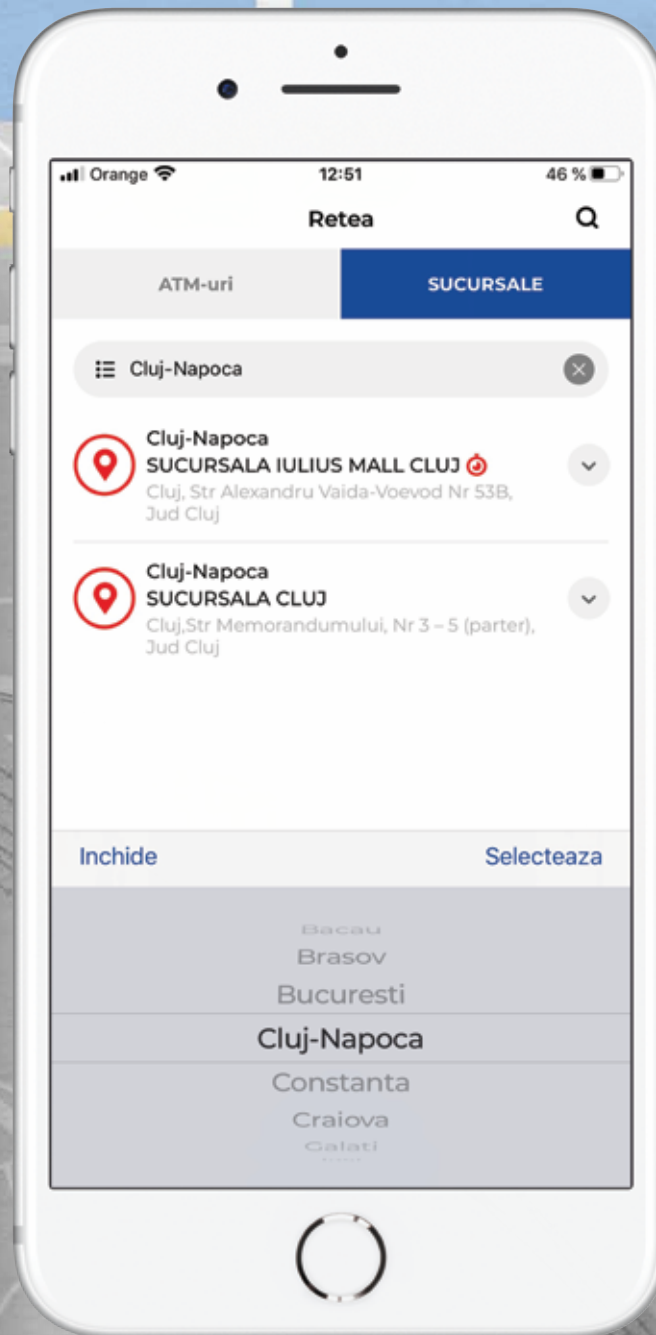 Orange 12:51 46 %
Retea
ATM-uri SUCURSALE
Cluj-Napoca
Cluj-Napoca
SUCURSALA IULIUS MALL CLUJ
Cluj, Str Alexandru Vaida-Voevod Nr 53B,
Jud Cluj
Cluj-Napoca
SUCURSALA CLUJ
Cluj,Str Memorandumului, Nr 3 – 5 (parter),
Jud Cluj
Inchide Selecteaza
Bacau
Brasov
Bucuresti
Cluj-Napoca
Constanta
Craiova
Galati